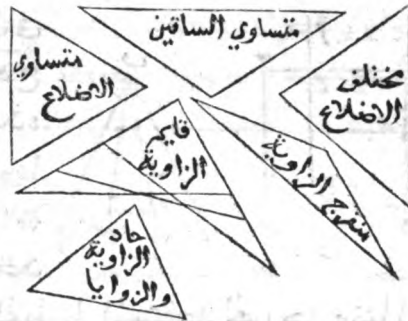 متساوي الساقين
متساوي
الاضلاع
مختلف
الاضلاع
قايم
الزاوية
منفرج الزاوية
حاد
الزاوية
والزوايا